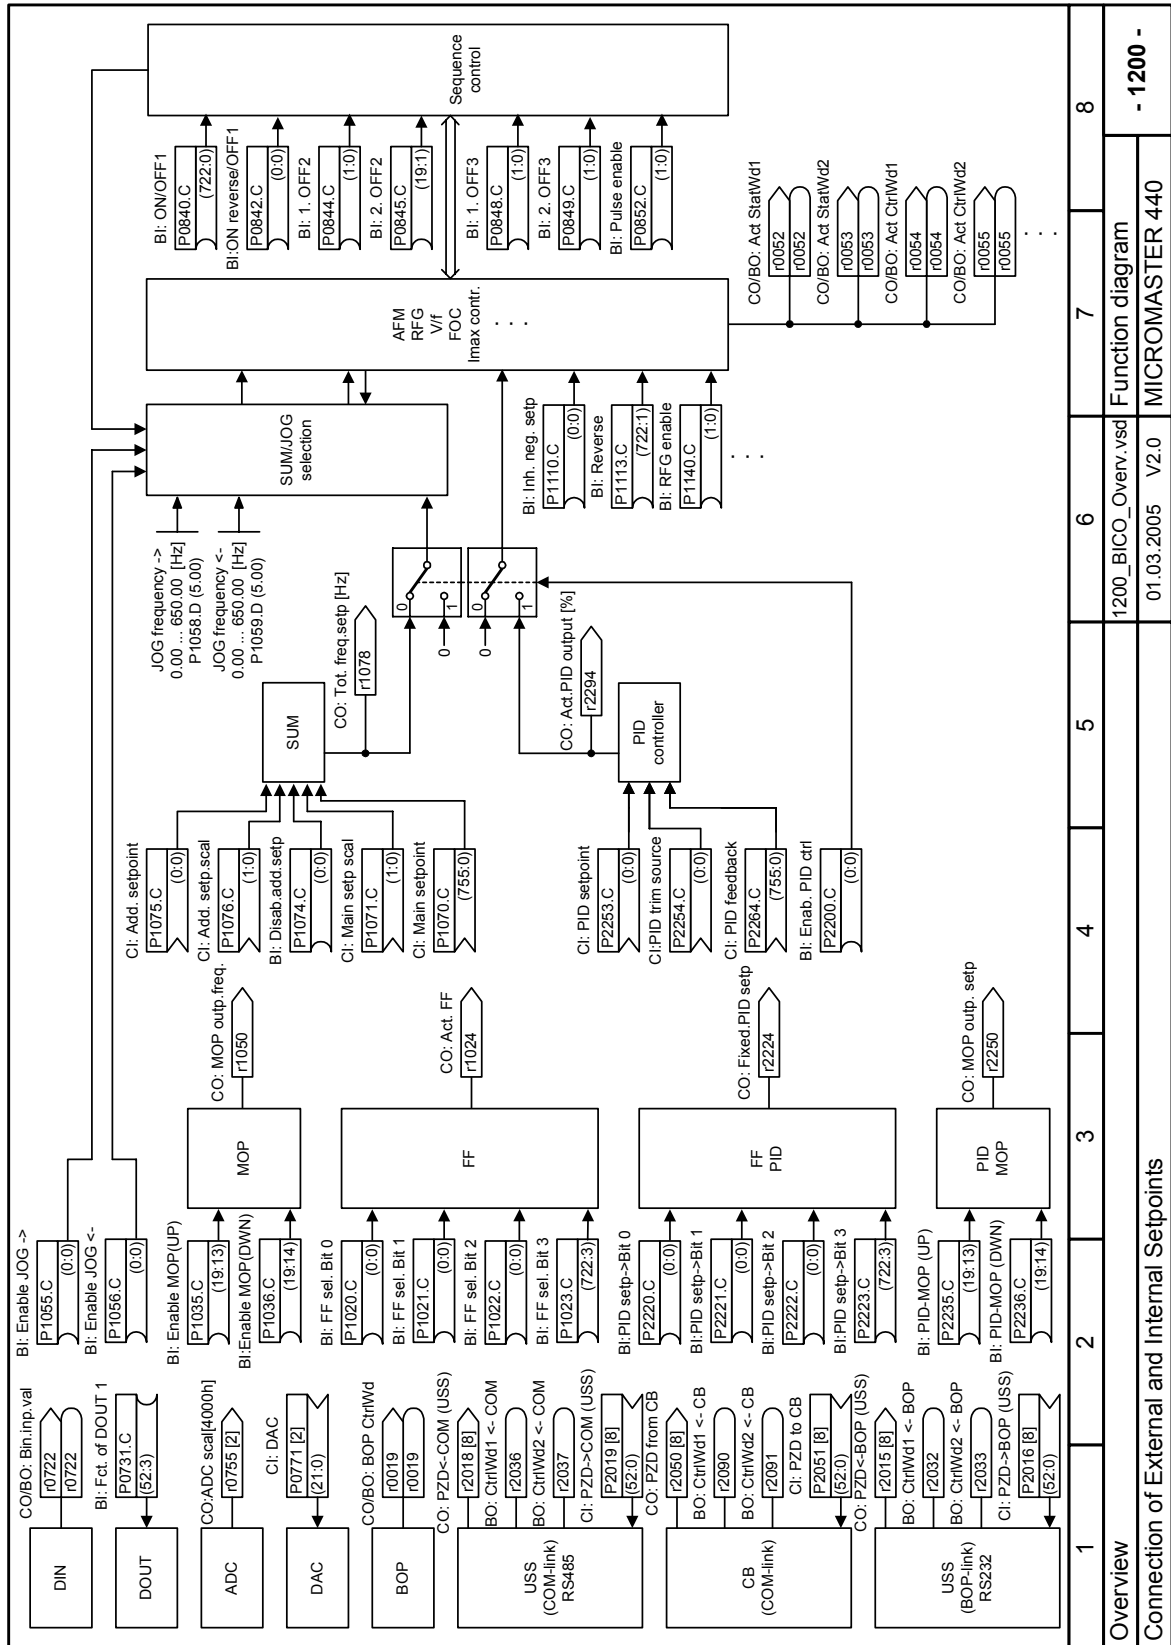 DIN
CO/BO: Bin.inp.val
r0722
r0722
DOUT
BI: Fct. of DOUT 1
P0731.C
(52:3)
ADC
CO:ADC scal[4000h]
r0755 [2]
DAC
CI: DAC
P0771 [2]
(21:0)
BOP
CO/BO: BOP CtrlWd
r0019
r0019
USS
(COM-link)
RS485
CO: PZD<-COM (USS)
r2018 [8]
BO: CtrlWd1 <- COM
r2036
BO: CtrlWd2 <- COM
r2037
CI: PZD->COM (USS)
P2019 [8]
(52:0)
CB
(COM-link)
CO: PZD from CB
r2050 [8]
BO: CtrlWd1 <- CB
r2090
BO: CtrlWd2 <- CB
r2091
CI: PZD to CB
P2051 [8]
(52:0)
USS
(BOP-link)
RS232
CO: PZD<-BOP (USS)
r2015 [8]
BO: CtrlWd1 <- BOP
r2032
BO: CtrlWd2 <- BOP
r2033
CI: PZD->BOP (USS)
P2016 [8]
(52:0)
BI: Enable JOG ->
P1055.C
(0:0)
BI: Enable JOG <-
P1056.C
(0:0)
BI: Enable MOP(UP)
P1035.C
(19:13)
BI:Enable MOP(DWN)
P1036.C
(19:14)
MOP
CO: MOP outp.freq.
r1050
BI: FF sel. Bit 0
P1020.C
(0:0)
BI: FF sel. Bit 1
P1021.C
(0:0)
BI: FF sel. Bit 2
P1022.C
(0:0)
BI: FF sel. Bit 3
P1023.C
(722:3)
FF
CO: Act. FF
r1024
BI:PID setp->Bit 0
P2220.C
(0:0)
BI:PID setp->Bit 1
P2221.C
(0:0)
BI:PID setp->Bit 2
P2222.C
(0:0)
BI:PID setp->Bit 3
P2223.C
(722:3)
FF
PID
CO: Fixed.PID setp
r2224
BI: PID-MOP (UP)
P2235.C
(19:13)
BI: PID-MOP (DWN)
P2236.C
(19:14)
PID
MOP
CO: MOP outp. setp
r2250
CI: Add. setpoint
P1075.C
(0:0)
CI: Add. setp.scal
P1076.C
(1:0)
BI: Disab.add.setp
P1074.C
(0:0)
CI: Main setp scal
P1071.C
(1:0)
CI: Main setpoint
P1070.C
(755:0)
SUM
CO: Tot. freq.setp [Hz]
r1078
CI: PID setpoint
P2253.C
(0:0)
CI:PID trim source
P2254.C
(0:0)
CI: PID feedback
P2264.C
(755:0)
BI: Enab. PID ctrl
P2200.C
(0:0)
PID
controller
CO: Act.PID output [%]
r2294
0
1
0
0
1
0
JOG frequency ->
0.00 ... 650.00 [Hz]
P1058.D (5.00)
JOG frequency <-
0.00 ... 650.00 [Hz]
P1059.D (5.00)
SUM/JOG
selection
BI: Inh. neg. setp
P1110.C
(0:0)
BI: Reverse
P1113.C
(722:1)
BI: RFG enable
P1140.C
(1:0)
. . .
AFM
RFG
V/f
FOC
Imax contr.
. . .
BI: ON/OFF1
P0840.C
(722:0)
BI:ON reverse/OFF1
P0842.C
(0:0)
BI: 1. OFF2
P0844.C
(1:0)
BI: 2. OFF2
P0845.C
(19:1)
BI: 1. OFF3
P0848.C
(1:0)
BI: 2. OFF3
P0849.C
(1:0)
BI: Pulse enable
P0852.C
(1:0)
Sequence
control
CO/BO: Act StatWd1
r0052
r0052
CO/BO: Act StatWd2
r0053
r0053
CO/BO: Act CtrlWd1
r0054
r0054
CO/BO: Act CtrlWd2
r0055
r0055
. . .
1 2 3 4 5 6 7 8
Overview 1200_BICO_Overv.vsd Function diagram - 1200 -
Connection of External and Internal Setpoints 01.03.2005 V2.0 MICROMASTER 440